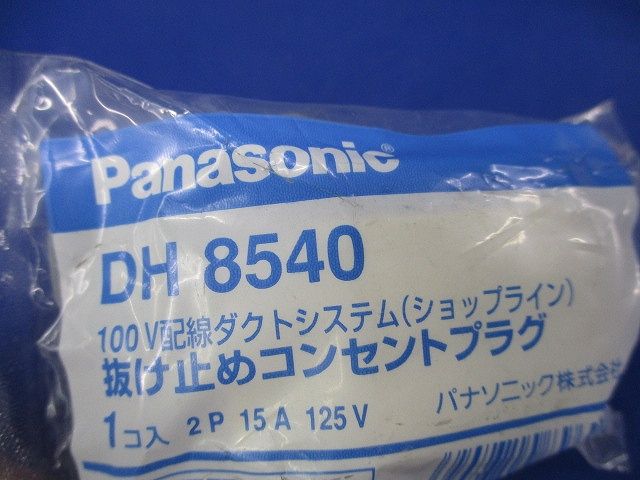 Panasonic®
DH 8540
100V配線ダクトシステム(ショップライン)
抜け止めコンセントプラグ
1コ入 2P 15A 125V パナソニック株式会社